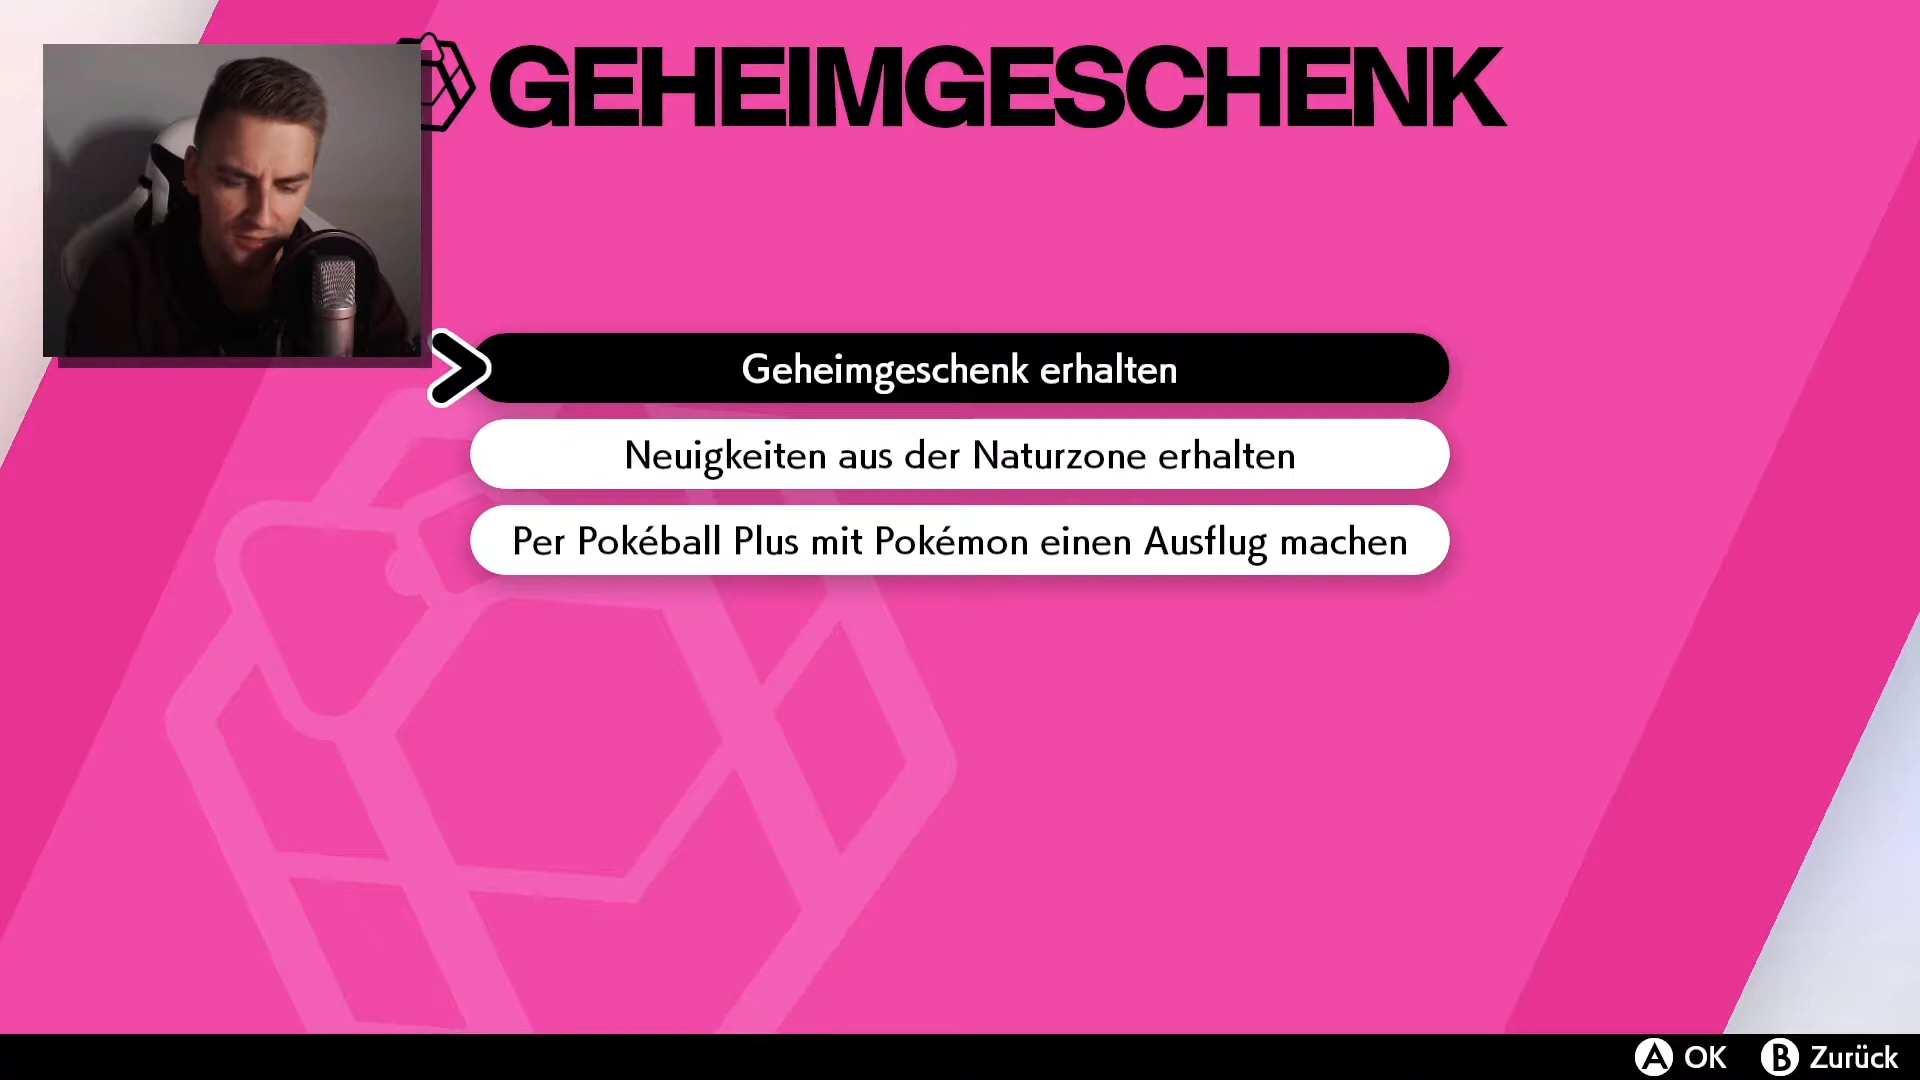 GEHEIMGESCHENK
Geheimgeschenk erhalten
Neuigkeiten aus der Naturzone erhalten
Per Pokéball Plus mit Pokémon einen Ausflug machen
A OK B Zurück